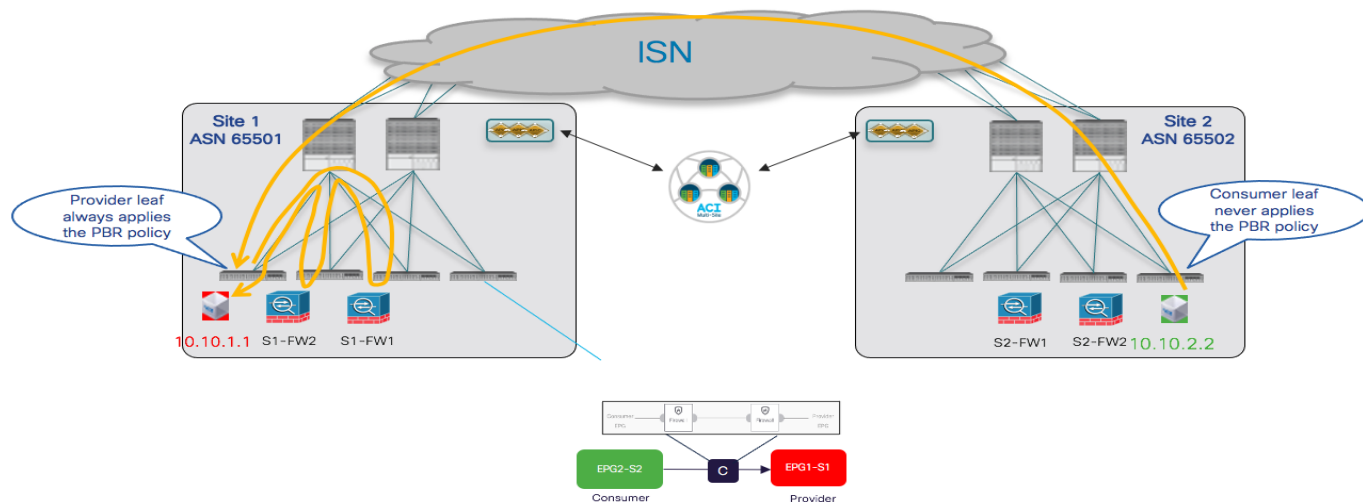 ISN
Site 1
ASN 65501
Site 2
ASN 65502
ACI
Multi-Site
Provider leaf
always applies
the PBR policy
Consumer leaf
never applies
the PBR policy
10.10.1.1
S1-FW2
S1-FW1
S2-FW1
S2-FW2
10.10.2.2
Consumer
EPG
Firewall
Provider
EPG
EPG2-S2
C
EPG1-S1
Consumer
Provider